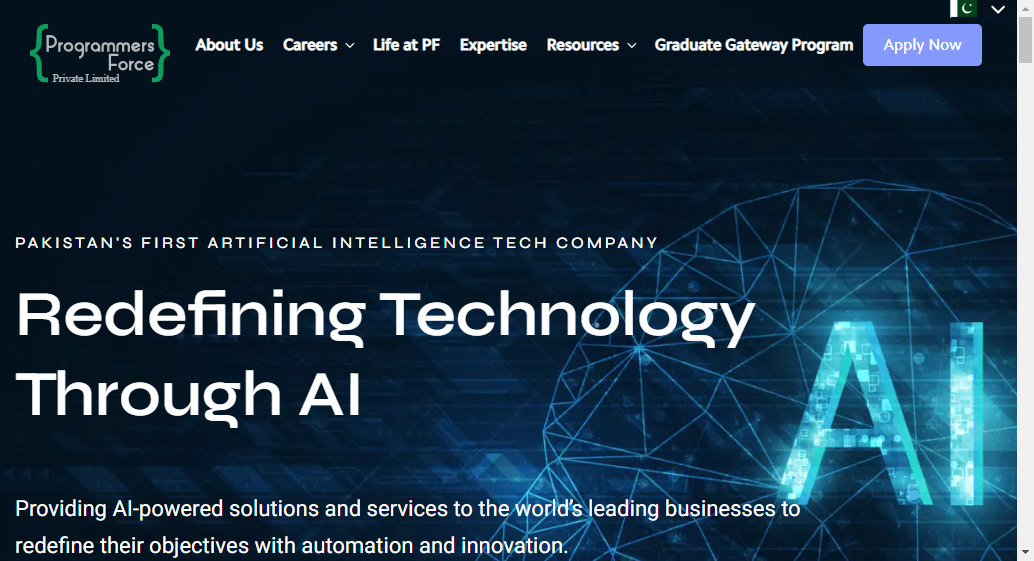 Programmers
Force
Private Limited
About Us Careers Life at PF Expertise Resources Graduate Gateway Program Apply Now
PAKISTAN'S FIRST ARTIFICIAL INTELLIGENCE TECH COMPANY
Redefining Technology
Through AI
AI
Providing AI-powered solutions and services to the world’s leading businesses to
redefine their objectives with automation and innovation.